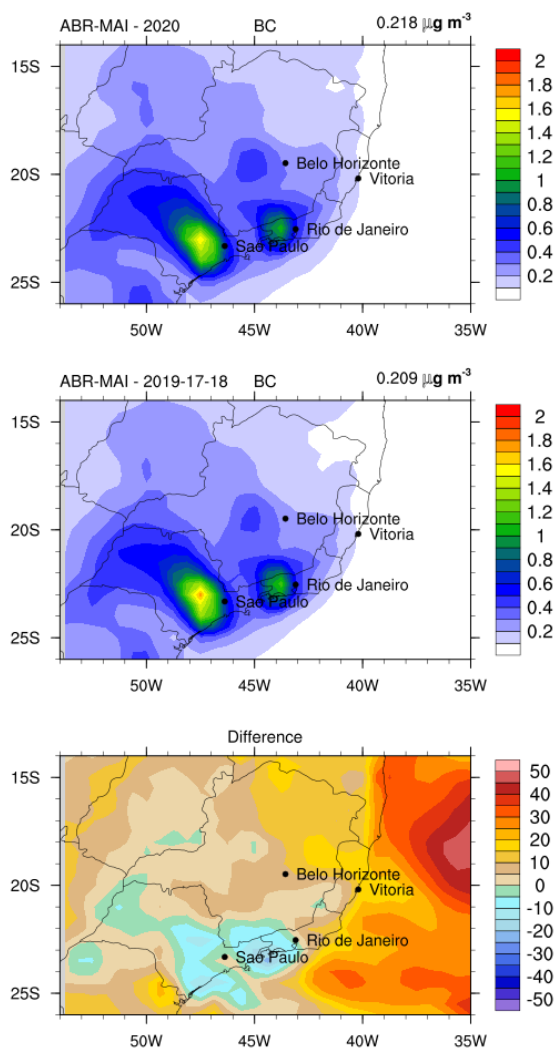 ABR-MAI - 2020 BC 0.218 μg m-3
15S
20S
25S
50W 45W 40W 35W
Belo Horizonte
Vitoria
Rio de Janeiro
Sao Paulo
2
1.8
1.6
1.4
1.2
1
0.8
0.6
0.4
0.2
ABR-MAI - 2019-17-18 BC 0.209 μg m-3
15S
20S
25S
50W 45W 40W 35W
Belo Horizonte
Vitoria
Rio de Janeiro
Sao Paulo
2
1.8
1.6
1.4
1.2
1
0.8
0.6
0.4
0.2
Difference
15S
20S
25S
50W 45W 40W 35W
Belo Horizonte
Vitoria
Rio de Janeiro
Sao Paulo
50
40
30
20
10
0
-10
-20
-30
-40
-50